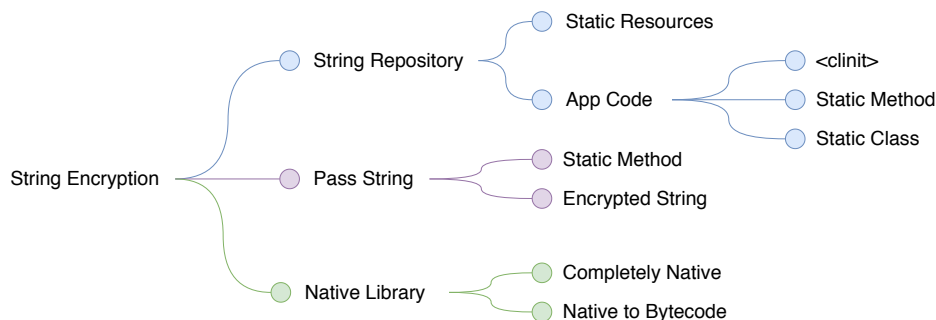 String Encryption
String Repository
Static Resources
App Code
<clinit>
Static Method
Static Class
Pass String
Static Method
Encrypted String
Native Library
Completely Native
Native to Bytecode